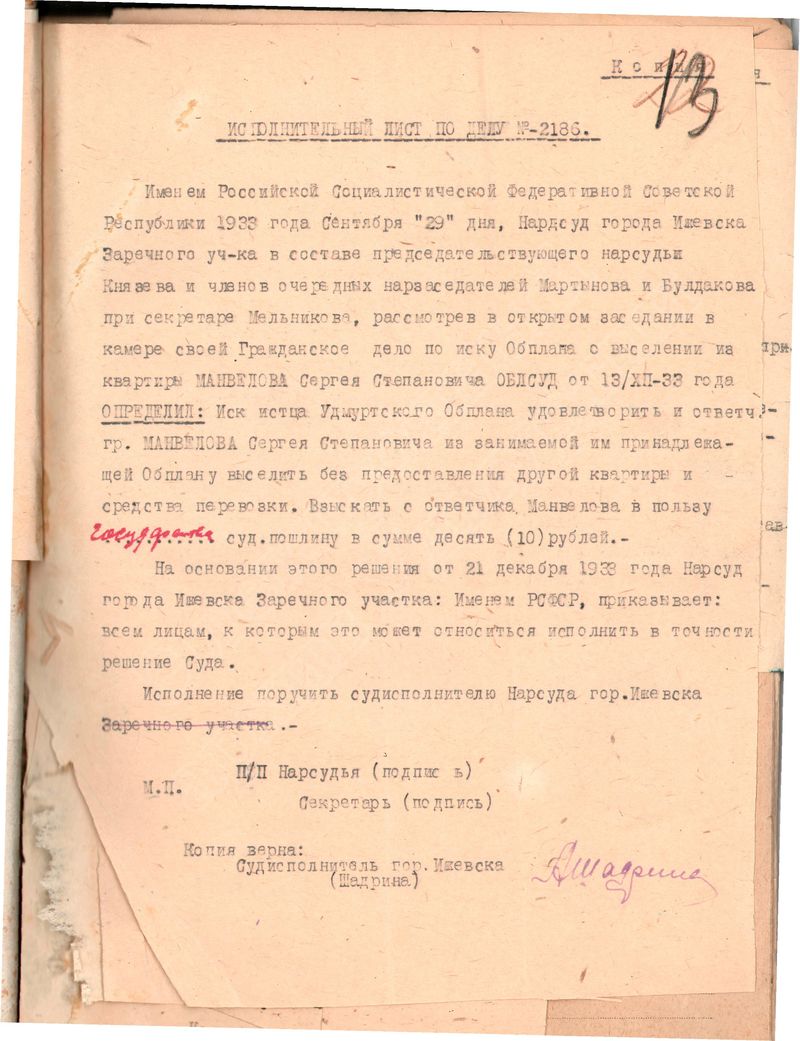 Копия
13
ИСПОЛНИТЕЛЬНЫЙ ЛИСТ ПО ДЕЛУ №-2186.
Именем Российской Социалистической Федеративной Советской
Республики 1933 года Сентября "29" дня, Нардсуд города Ижевска
Заречного уч-ка в составе председательствующего нарсудьи
Князева и членов очередных нарзаседателей Мартынова и Булдакова
при секретаре Мельникова, рассмотрев в открытом заседании в
камере своей Гражданское дело по иску Обплана о выселении из
квартиры МАНВЕЛОВА Сергея Степановича ОБЛСУД от 13/ХП-33 года
ОПРЕДЕЛИЛ: Иск истца Удмуртского Обплана удовлетворить и ответч.
гр. МАНВЕЛОВА Сергея Степановича из занимаемой им принадлежа-
щей Обплану выселить без предоставления другой квартиры и -
средства перевозки. Взыскать с ответчика Манвелова в пользу
государства суд.пошлину в сумме десять (10)рублей.-
На основании этого решения от 21 декабря 1933 года Нарсуд
города Ижевска Заречного участка: Именем РСФСР, приказывает:
всем лицам, к которым это может относиться исполнить в точности
решение Суда.
Исполнение поручить судисполнителю Нарсуда гор.Ижевска
Заречного участка.-
П/П Нарсудья (подпис ь)
М.П.
Секретарь (подпись)
Копия верна:
Судисполнитель гор.Ижевска
(Шадрина)
АШадрина